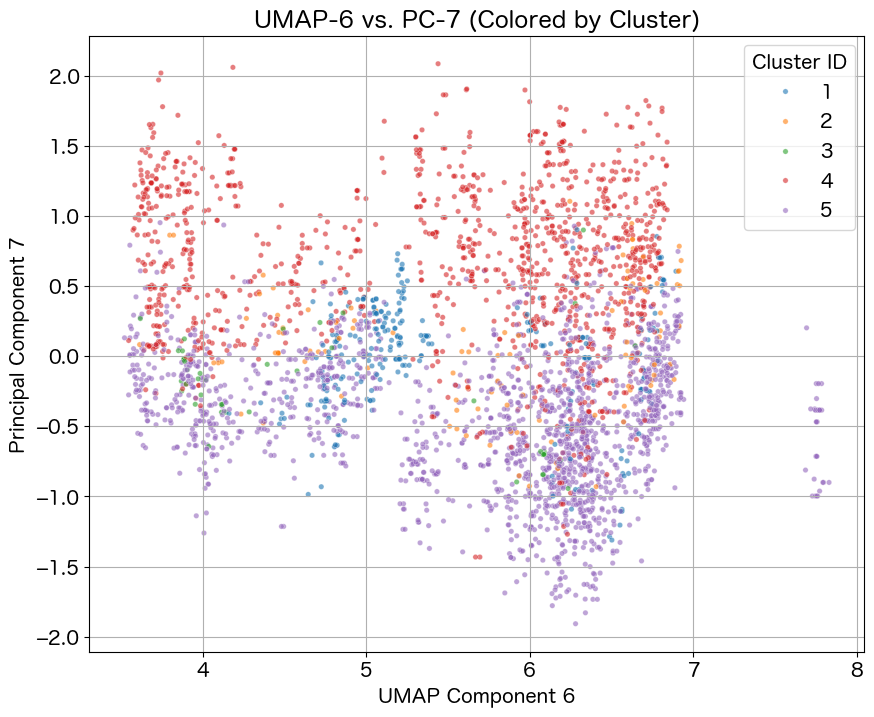 UMAP-6 vs. PC-7 (Colored by Cluster)
Cluster ID
1
2
3
4
5
Principal Component 7
2.0
1.5
1.0
0.5
0.0
−0.5
−1.0
−1.5
−2.0
4 5 6 7 8
UMAP Component 6